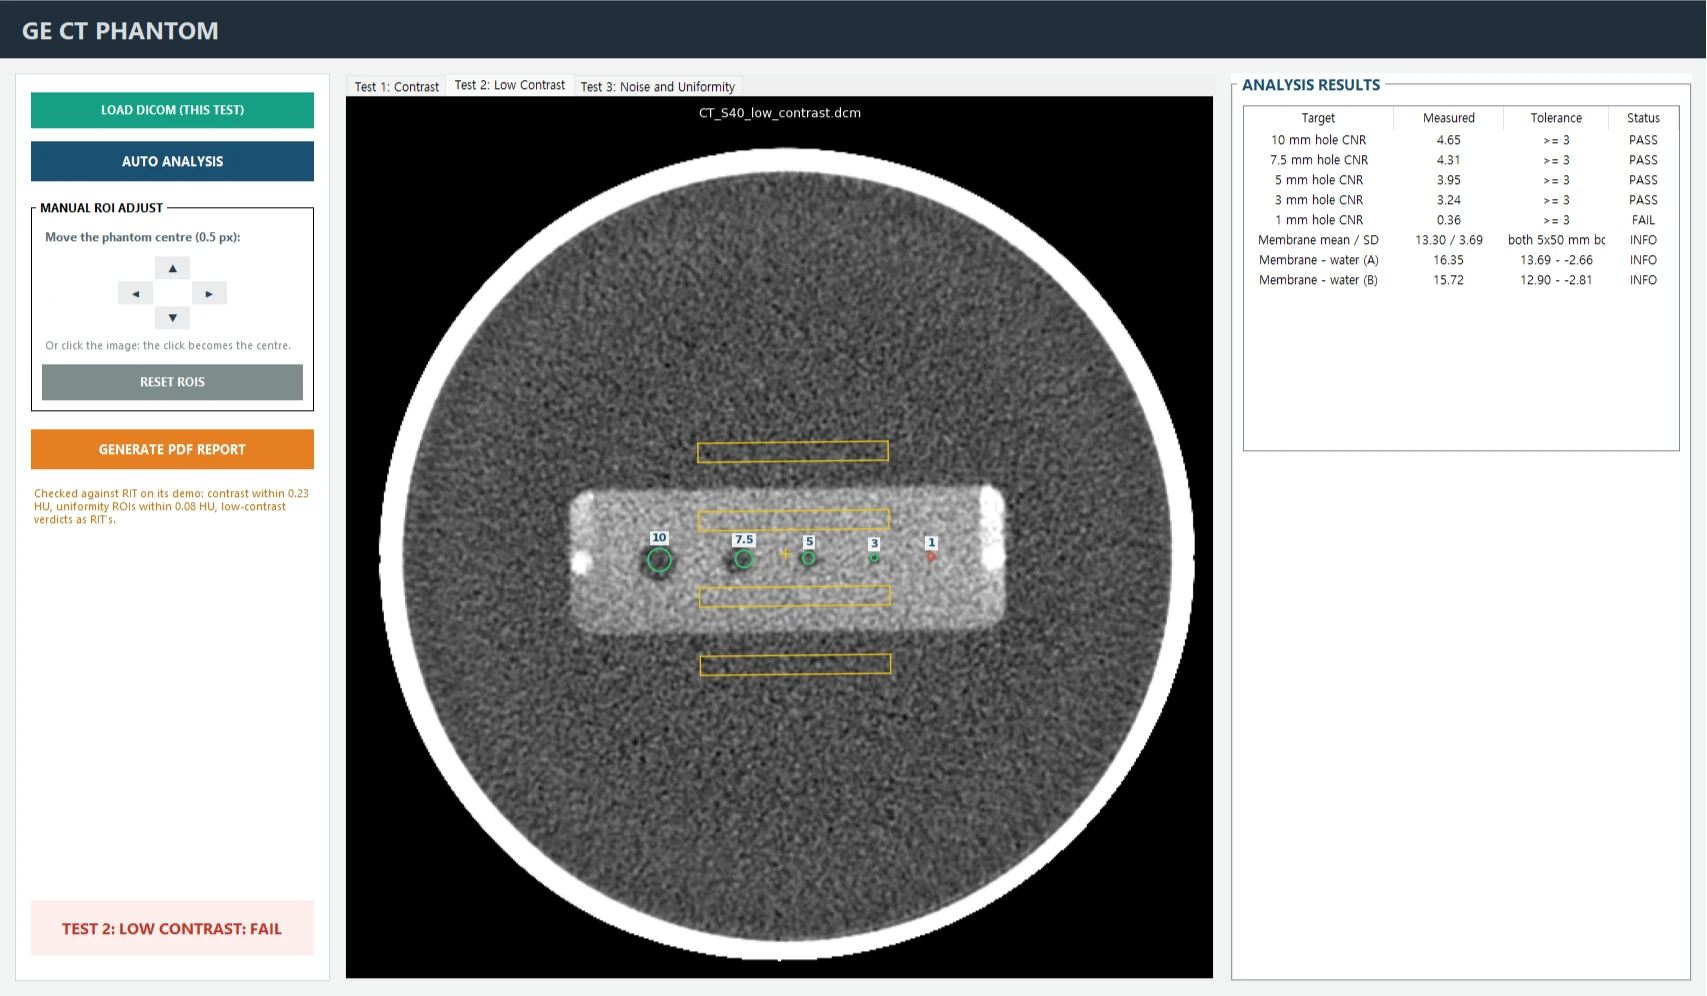 GE CT PHANTOM
LOAD DICOM (THIS TEST)
AUTO ANALYSIS
MANUAL ROI ADJUST
Move the phantom centre (0.5 px):
▲
◄ ►
▼
Or click the image: the click becomes the centre.
RESET ROIS
GENERATE PDF REPORT
Checked against RIT on its demo: contrast within 0.23
HU, uniformity ROIs within 0.08 HU, low-contrast
verdicts as RIT's.
TEST 2: LOW CONTRAST: FAIL
Test 1: Contrast Test 2: Low Contrast Test 3: Noise and Uniformity
CT_S40_low_contrast.dcm
10 7.5 5 3 1
ANALYSIS RESULTS
Target Measured Tolerance Status
10 mm hole CNR 4.65 >= 3 PASS
7.5 mm hole CNR 4.31 >= 3 PASS
5 mm hole CNR 3.95 >= 3 PASS
3 mm hole CNR 3.24 >= 3 PASS
1 mm hole CNR 0.36 >= 3 FAIL
Membrane mean / SD 13.30 / 3.69 both 5x50 mm bc INFO
Membrane - water (A) 16.35 13.69 - -2.66 INFO
Membrane - water (B) 15.72 12.90 - -2.81 INFO